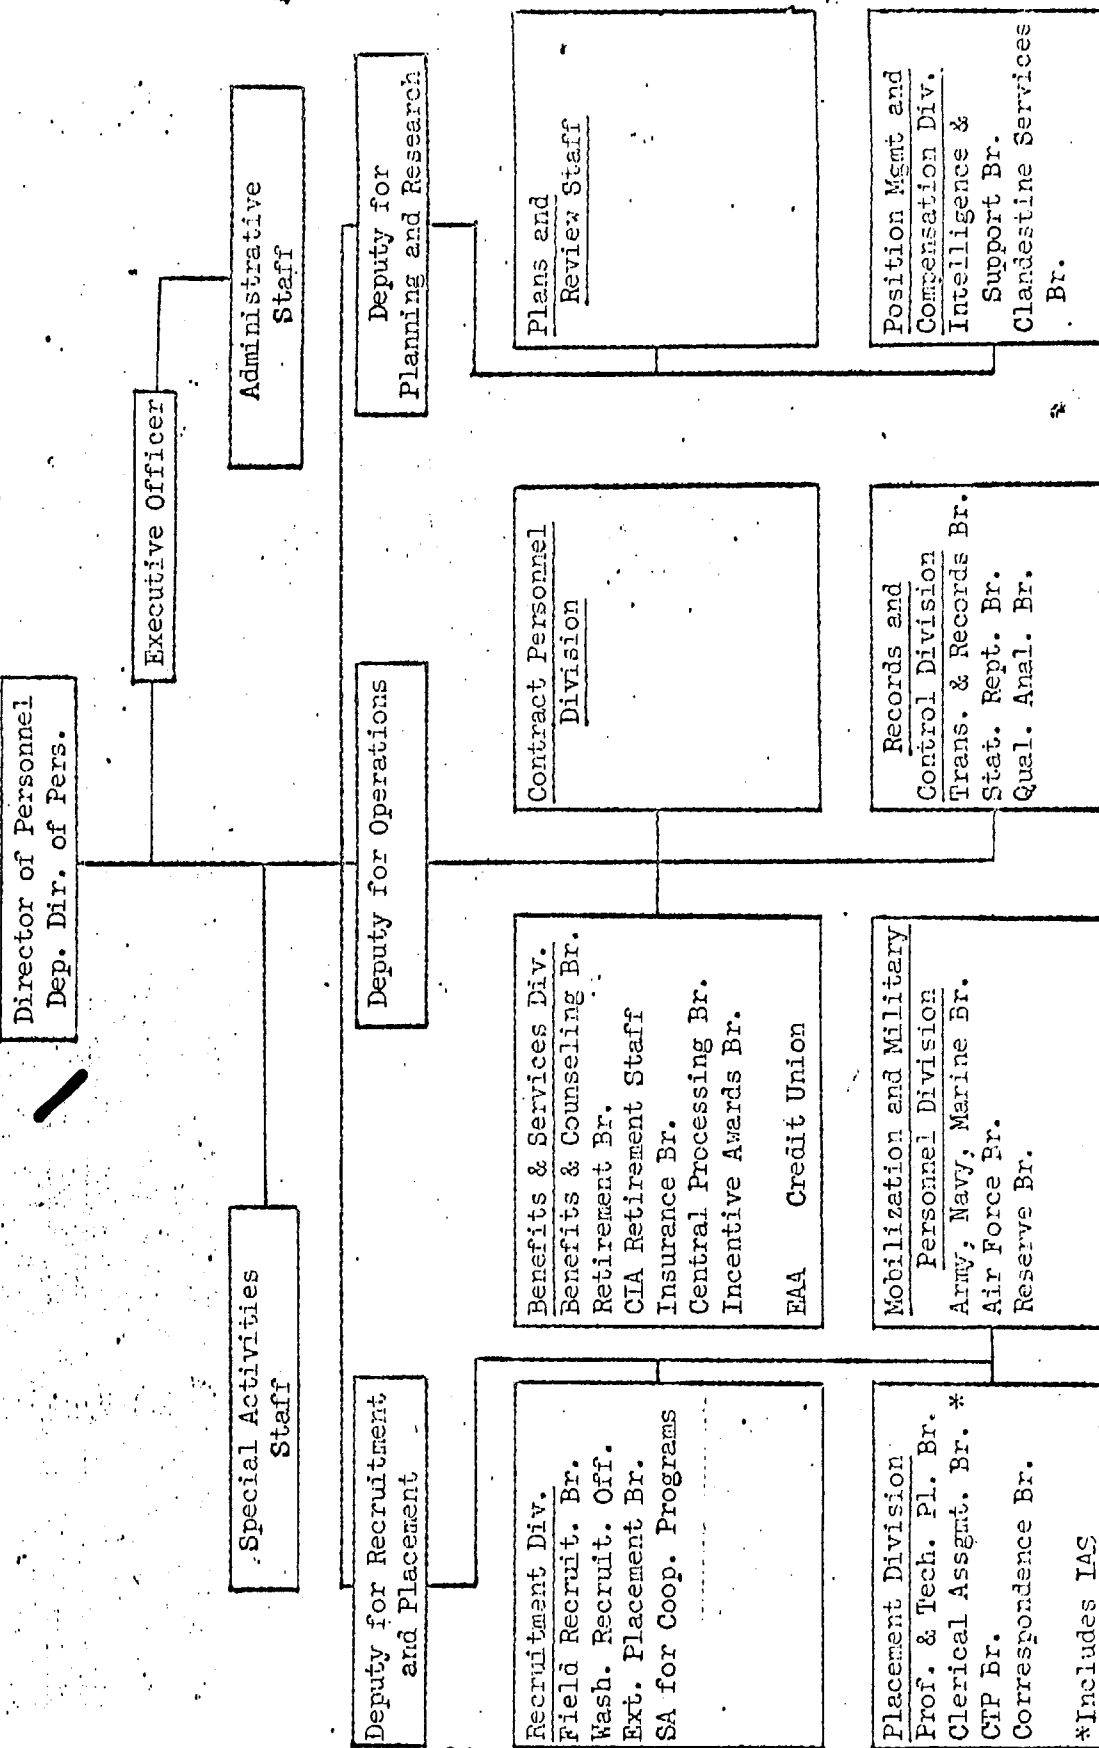 Director of Personnel
Dep. Dir. of Pers.
Executive Officer
Special Activities
Staff
Administrative
Staff
Deputy for Recruitment
and Placement
Deputy for Operations
Deputy for
Planning and Research
Recruitment Div.
Field Recruit. Br.
Wash. Recruit. Off.
Ext. Placement Br.
SA for Coop. Programs
Benefits & Services Div.
Benefits & Counseling Br.
Retirement Br.
CIA Retirement Staff
Insurance Br.
Central Processing Br.
Incentive Awards Br.
EAA Credit Union
Contract Personnel
Division
Plans and
Review Staff
Placement Division
Prof. & Tech. Pl. Br.
Clerical Assgmt. Br. *
CTP Br.
Correspondence Br.
*Includes IAS
Mobilization and Military
Personnel Division
Army, Navy, Marine Br.
Air Force Br.
Reserve Br.
Records and
Control Division
Trans. & Records Br.
Stat. Rept. Br.
Qual. Anal. Br.
Position Mgmt and
Compensation Div.
Intelligence &
Support Br.
Clandestine Services
Br.